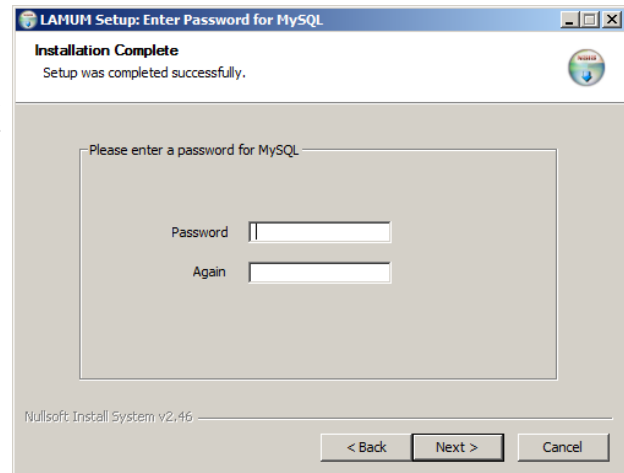 LAMUM Setup: Enter Password for MySQL
Installation Complete
Setup was completed successfully.
Please enter a password for MySQL
Password
Again
Nullsoft Install System v2.46
< Back Next > Cancel